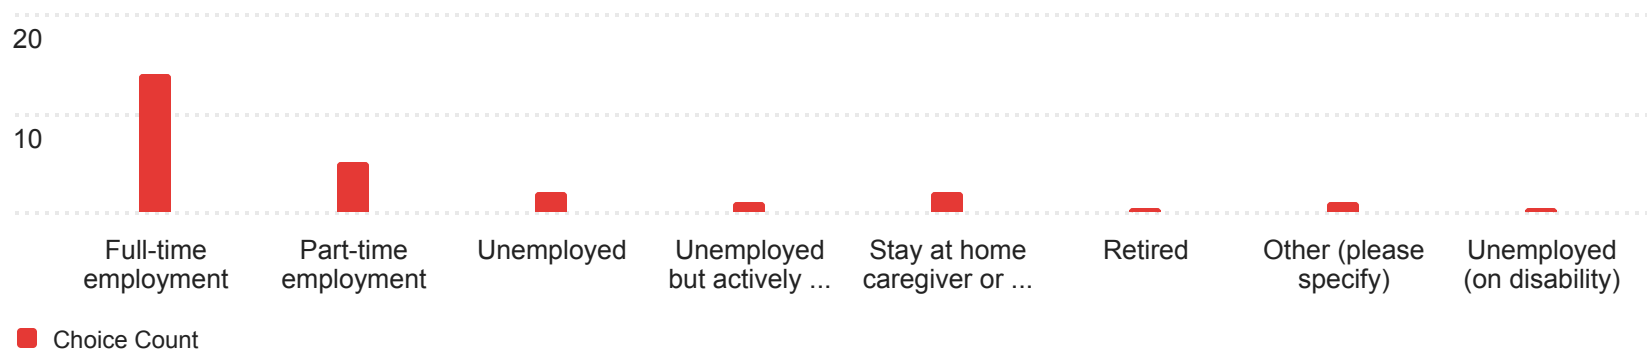 20
10
Full-time
employment
Part-time
employment
Unemployed
Unemployed
but actively ...
Stay at home
caregiver or ...
Retired
Other (please
specify)
Unemployed
(on disability)
Choice Count